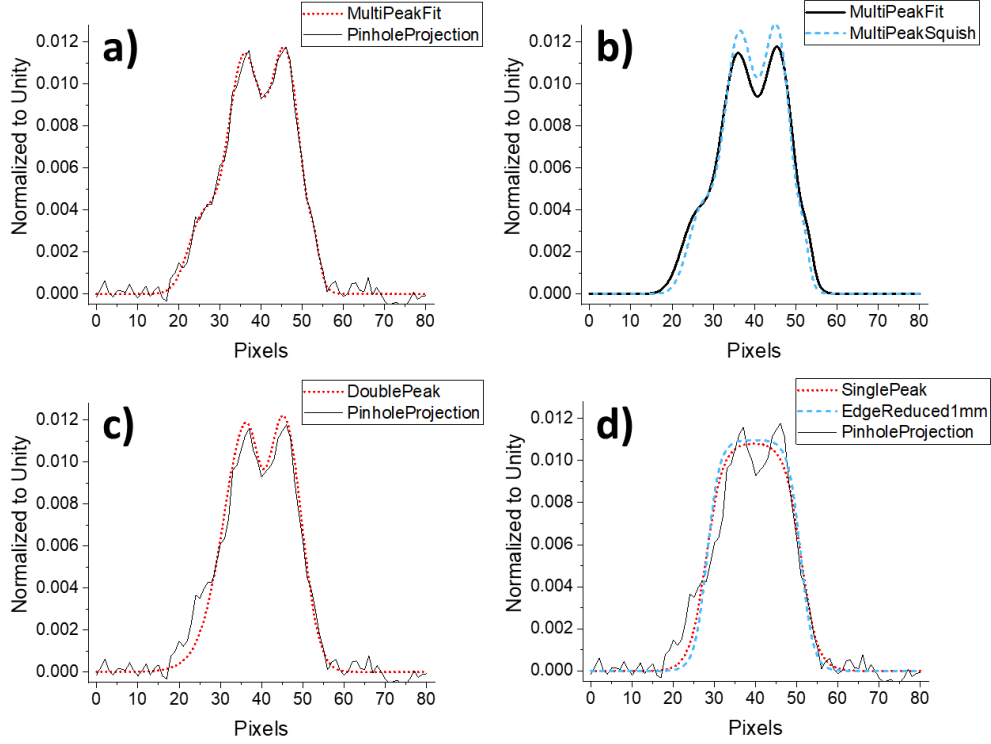 a)
MultiPeakFit
PinholeProjection
Normalized to Unity
0.012
0.010
0.008
0.006
0.004
0.002
0.000
0 10 20 30 40 50 60 70 80
Pixels
b)
MultiPeakFit
MultiPeakSquish
Normalized to Unity
0.012
0.010
0.008
0.006
0.004
0.002
0.000
0 10 20 30 40 50 60 70 80
Pixels
c)
DoublePeak
PinholeProjection
Normalized to Unity
0.012
0.010
0.008
0.006
0.004
0.002
0.000
0 10 20 30 40 50 60 70 80
Pixels
d)
SinglePeak
EdgeReduced1mm
PinholeProjection
Normalized to Unity
0.012
0.010
0.008
0.006
0.004
0.002
0.000
0 10 20 30 40 50 60 70 80
Pixels